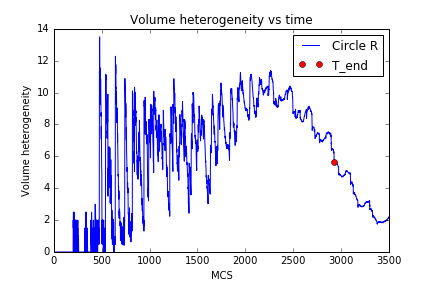 Volume heterogeneity vs time
14
12
10
8
6
4
2
0
Volume heterogeneity
Circle R
T_end
0 500 1000 1500 2000 2500 3000 3500
MCS